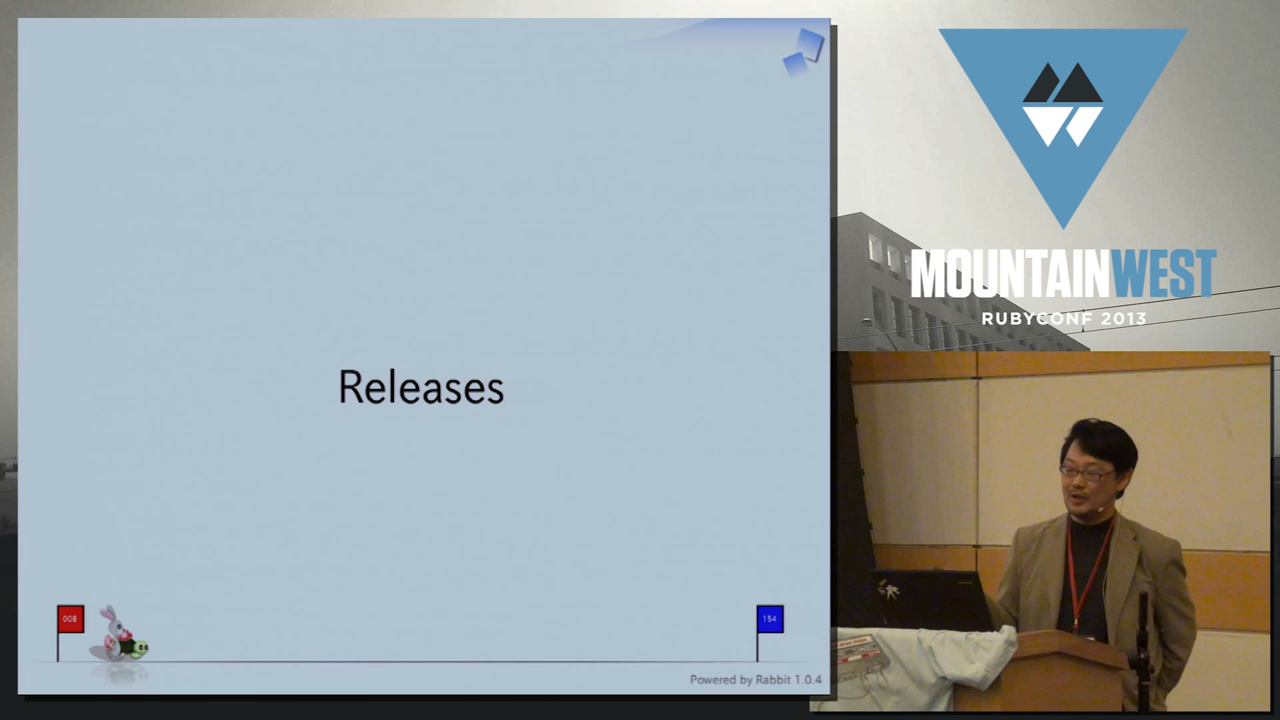 Releases
008
154
Powered by Rabbit 1.0.4
MOUNTAINWEST
RUBYCONF 2013